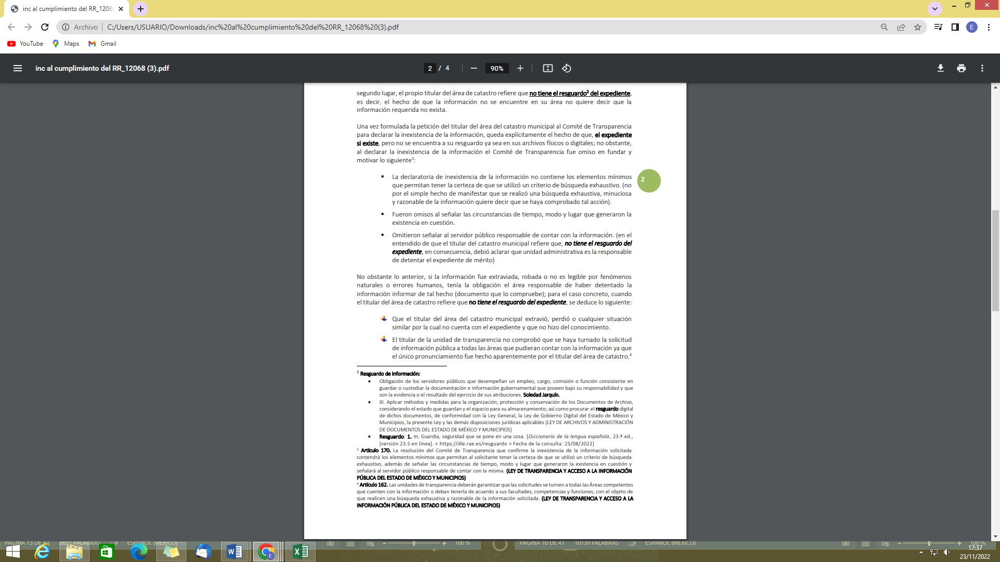 inc al cumplimiento del RR_1206
Archivo
C:/Users/USUARIO/Downloads/inc%20al%20cumplimiento%20del%20RR_12068%20(3).pdf
E
YouTube
Maps
Gmail
inc al cumplimiento del RR_12068 (3).pdf
2 / 4
90%
segundo lugar, el propio titular del área de catastro refiere que no tiene el resguardo² del expediente,
es decir, el hecho de que la información no se encuentre en su área no quiere decir que la
información requerida no exista.
Una vez formulada la petición del titular del área del catastro municipal al Comité de Transparencia
para declarar la inexistencia de la información, queda explícitamente el hecho de que, el expediente
si existe, pero no se encuentra a su resguardo ya sea en sus archivos físicos o digitales; no obstante,
al declarar la inexistencia de la información el Comité de Transparencia fue omiso en fundar y
motivar lo siguiente³:
▪ La declaratoria de inexistencia de la información no contiene los elementos mínimos
que permitan tener la certeza de que se utilizó un criterio de búsqueda exhaustivo. (no
por el simple hecho de manifestar que se realizó una búsqueda exhaustiva, minuciosa
y razonable de la información quiere decir que se haya comprobado tal acción).
2
▪ Fueron omisos al señalar las circunstancias de tiempo, modo y lugar que generaron la
existencia en cuestión.
▪ Omitieron señalar al servidor público responsable de contar con la información. (en el
entendido de que el titular del catastro municipal refiere que, no tiene el resguardo del
expediente, en consecuencia, debió aclarar que unidad administrativa es la responsable
de detentar el expediente de mérito)
No obstante lo anterior, si la información fue extraviada, robada o no es legible por fenómenos
naturales o errores humanos, tenía la obligación el área responsable de haber detentado la
información informar de tal hecho (documento que lo compruebe); para el caso concreto, cuando
el titular del área de catastro refiere que no tiene el resguardo del expediente, se deduce lo siguiente:
Que el titular del área del catastro municipal extravió, perdió o cualquier situación
similar por la cual no cuenta con el expediente y que no hizo del conocimiento.
El titular de la unidad de transparencia no comprobó que se haya turnado la solicitud
de información pública a todas las áreas que pudieran contar con la información ya que
el único pronunciamiento fue hecho aparentemente por el titular del área de catastro.⁴
² Resguardo de Información:
• Obligación de los servidores públicos que desempeñan un empleo, cargo, comisión o función consistente en
guardar o custodiar la documentación e información gubernamental que poseen bajo su responsabilidad y que
son la evidencia o el resultado del ejercicio de sus atribuciones. Soledad Jarquín.
• XI. Aplicar métodos y medidas para la organización, protección y conservación de los Documentos de Archivo,
considerando el estado que guardan y el espacio para su almacenamiento; así como procurar el resguardo digital
de dichos documentos, de conformidad con la Ley General, la Ley de Gobierno Digital del Estado de México y
Municipios, la presente Ley y las demás disposiciones jurídicas aplicables [LEY DE ARCHIVOS Y ADMINISTRACIÓN
DE DOCUMENTOS DEL ESTADO DE MÉXICO Y MUNICIPIOS]
• Resguardo: 1. m. Guardia, seguridad que se pone en una cosa. [Diccionario de la lengua española, 23.ª ed.,
[versión 23.5 en línea]. < https://dle.rae.es/resguardo > Fecha de la consulta: 23/08/2022]
³ Artículo 170. La resolución del Comité de Transparencia que confirme la inexistencia de la información solicitada
contendrá los elementos mínimos que permitan al solicitante tener la certeza de que se utilizó un criterio de búsqueda
exhaustivo, además de señalar las circunstancias de tiempo, modo y lugar que generaron la existencia en cuestión y
señalará al servidor público responsable de contar con la misma. (LEY DE TRANSPARENCIA Y ACCESO A LA INFORMACIÓN
PÚBLICA DEL ESTADO DE MÉXICO Y MUNICIPIOS)
⁴ Artículo 162. Las unidades de transparencia deberán garantizar que las solicitudes se turnen a todas las Áreas competentes
que cuenten con la información o deban tenerla de acuerdo a sus facultades, competencias y funciones, con el objeto de
que realicen una búsqueda exhaustiva y razonable de la información solicitada. (LEY DE TRANSPARENCIA Y ACCESO A LA
INFORMACIÓN PÚBLICA DEL ESTADO DE MÉXICO Y MUNICIPIOS)
PÁGINA 13 DE 43 8022 PALABRAS ESPAÑOL (MÉXICO) 100 % PÁGINA 10 DE 41 10139 PALABRAS ESPAÑOL (MÉXICO) 100 %
17:37
23/11/2022